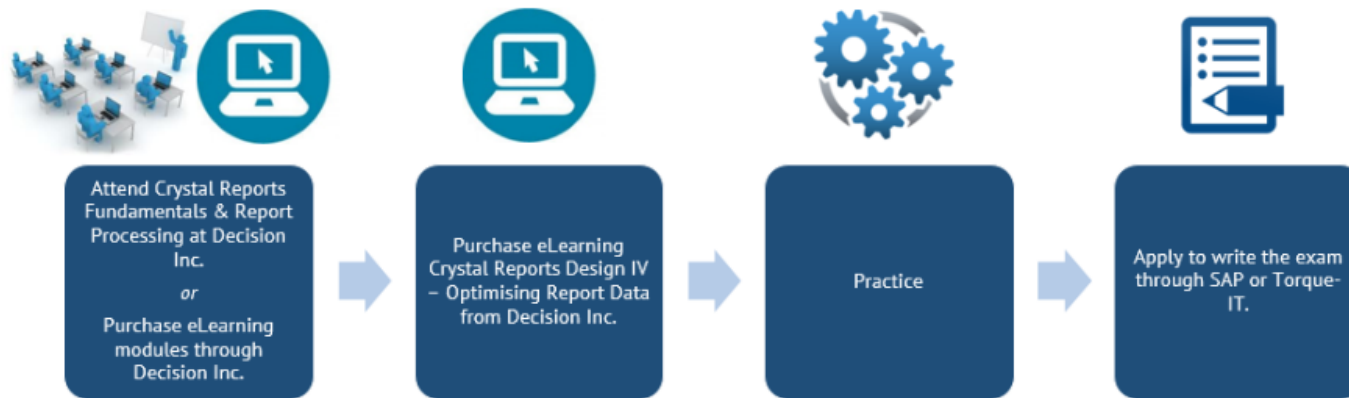 Attend Crystal Reports
Fundamentals & Report
Processing at Decision
Inc.
or
Purchase eLearning
modules through
Decision Inc.
Purchase eLearning
Crystal Reports Design IV
– Optimising Report Data
from Decision Inc.
Practice
Apply to write the exam
through SAP or Torque-
IT.